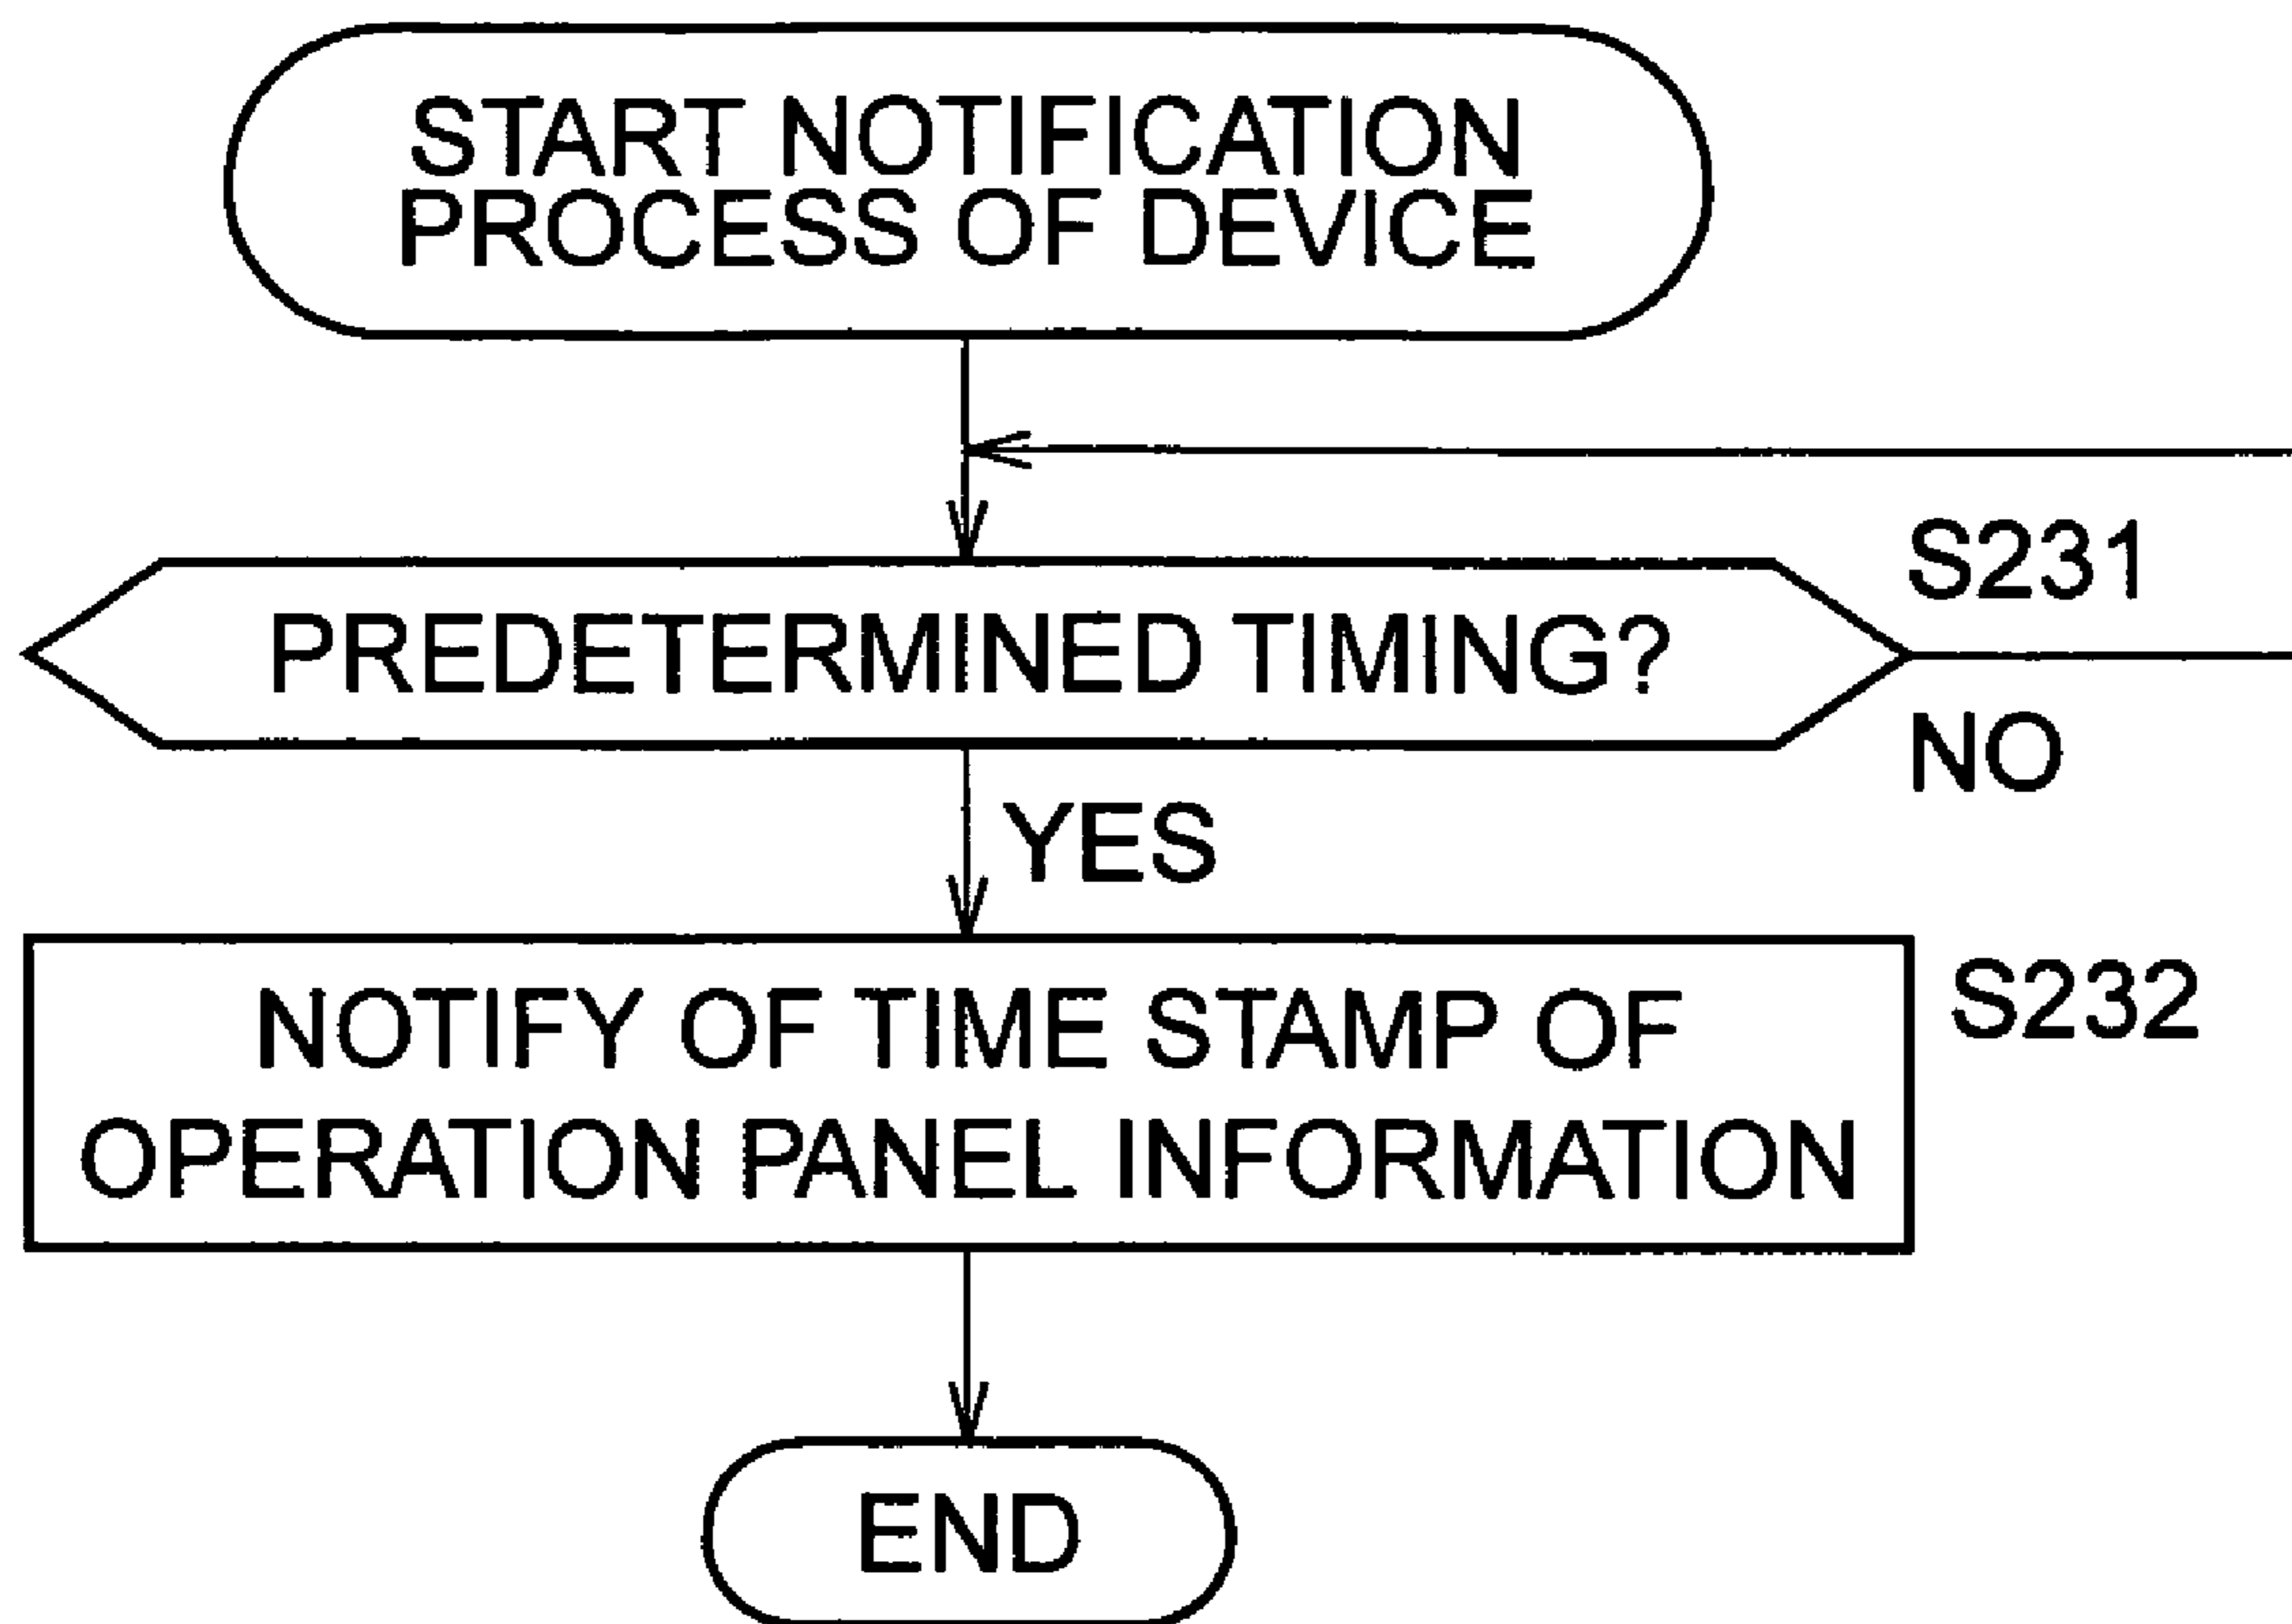 START NOTIFICATION
PROCESS OF DEVICE
S231
PREDETERMINED TIMING?
NO
YES
NOTIFY OF TIME STAMP OF
OPERATION PANEL INFORMATION
S232
END